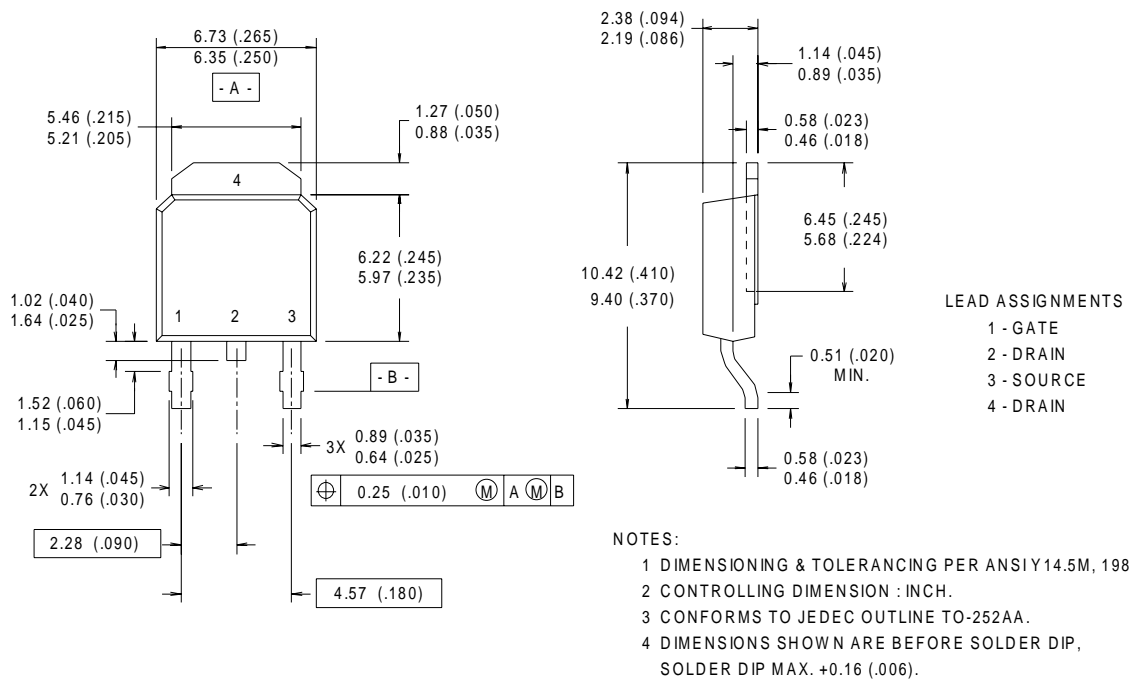 6.73 (.265)
6.35 (.250)
- A -
5.46 (.215)
5.21 (.205)
1.27 (.050)
0.88 (.035)
4
6.22 (.245)
5.97 (.235)
1.02 (.040)
1.64 (.025)
1 2 3
- B -
1.52 (.060)
1.15 (.045)
3X 0.89 (.035)
0.64 (.025)
2X 1.14 (.045)
0.76 (.030)
⌖ 0.25 (.010) Ⓜ A Ⓜ B
2.28 (.090)
4.57 (.180)
2.38 (.094)
2.19 (.086)
1.14 (.045)
0.89 (.035)
0.58 (.023)
0.46 (.018)
6.45 (.245)
5.68 (.224)
10.42 (.410)
9.40 (.370)
0.51 (.020)
MIN.
0.58 (.023)
0.46 (.018)
LEAD ASSIGNMENTS
1 - GATE
2 - DRAIN
3 - SOURCE
4 - DRAIN
NOTES:
1 DIMENSIONING & TOLERANCING PER ANSI Y14.5M, 198
2 CONTROLLING DIMENSION : INCH.
3 CONFORMS TO JEDEC OUTLINE TO-252AA.
4 DIMENSIONS SHOWN ARE BEFORE SOLDER DIP,
SOLDER DIP MAX. +0.16 (.006).